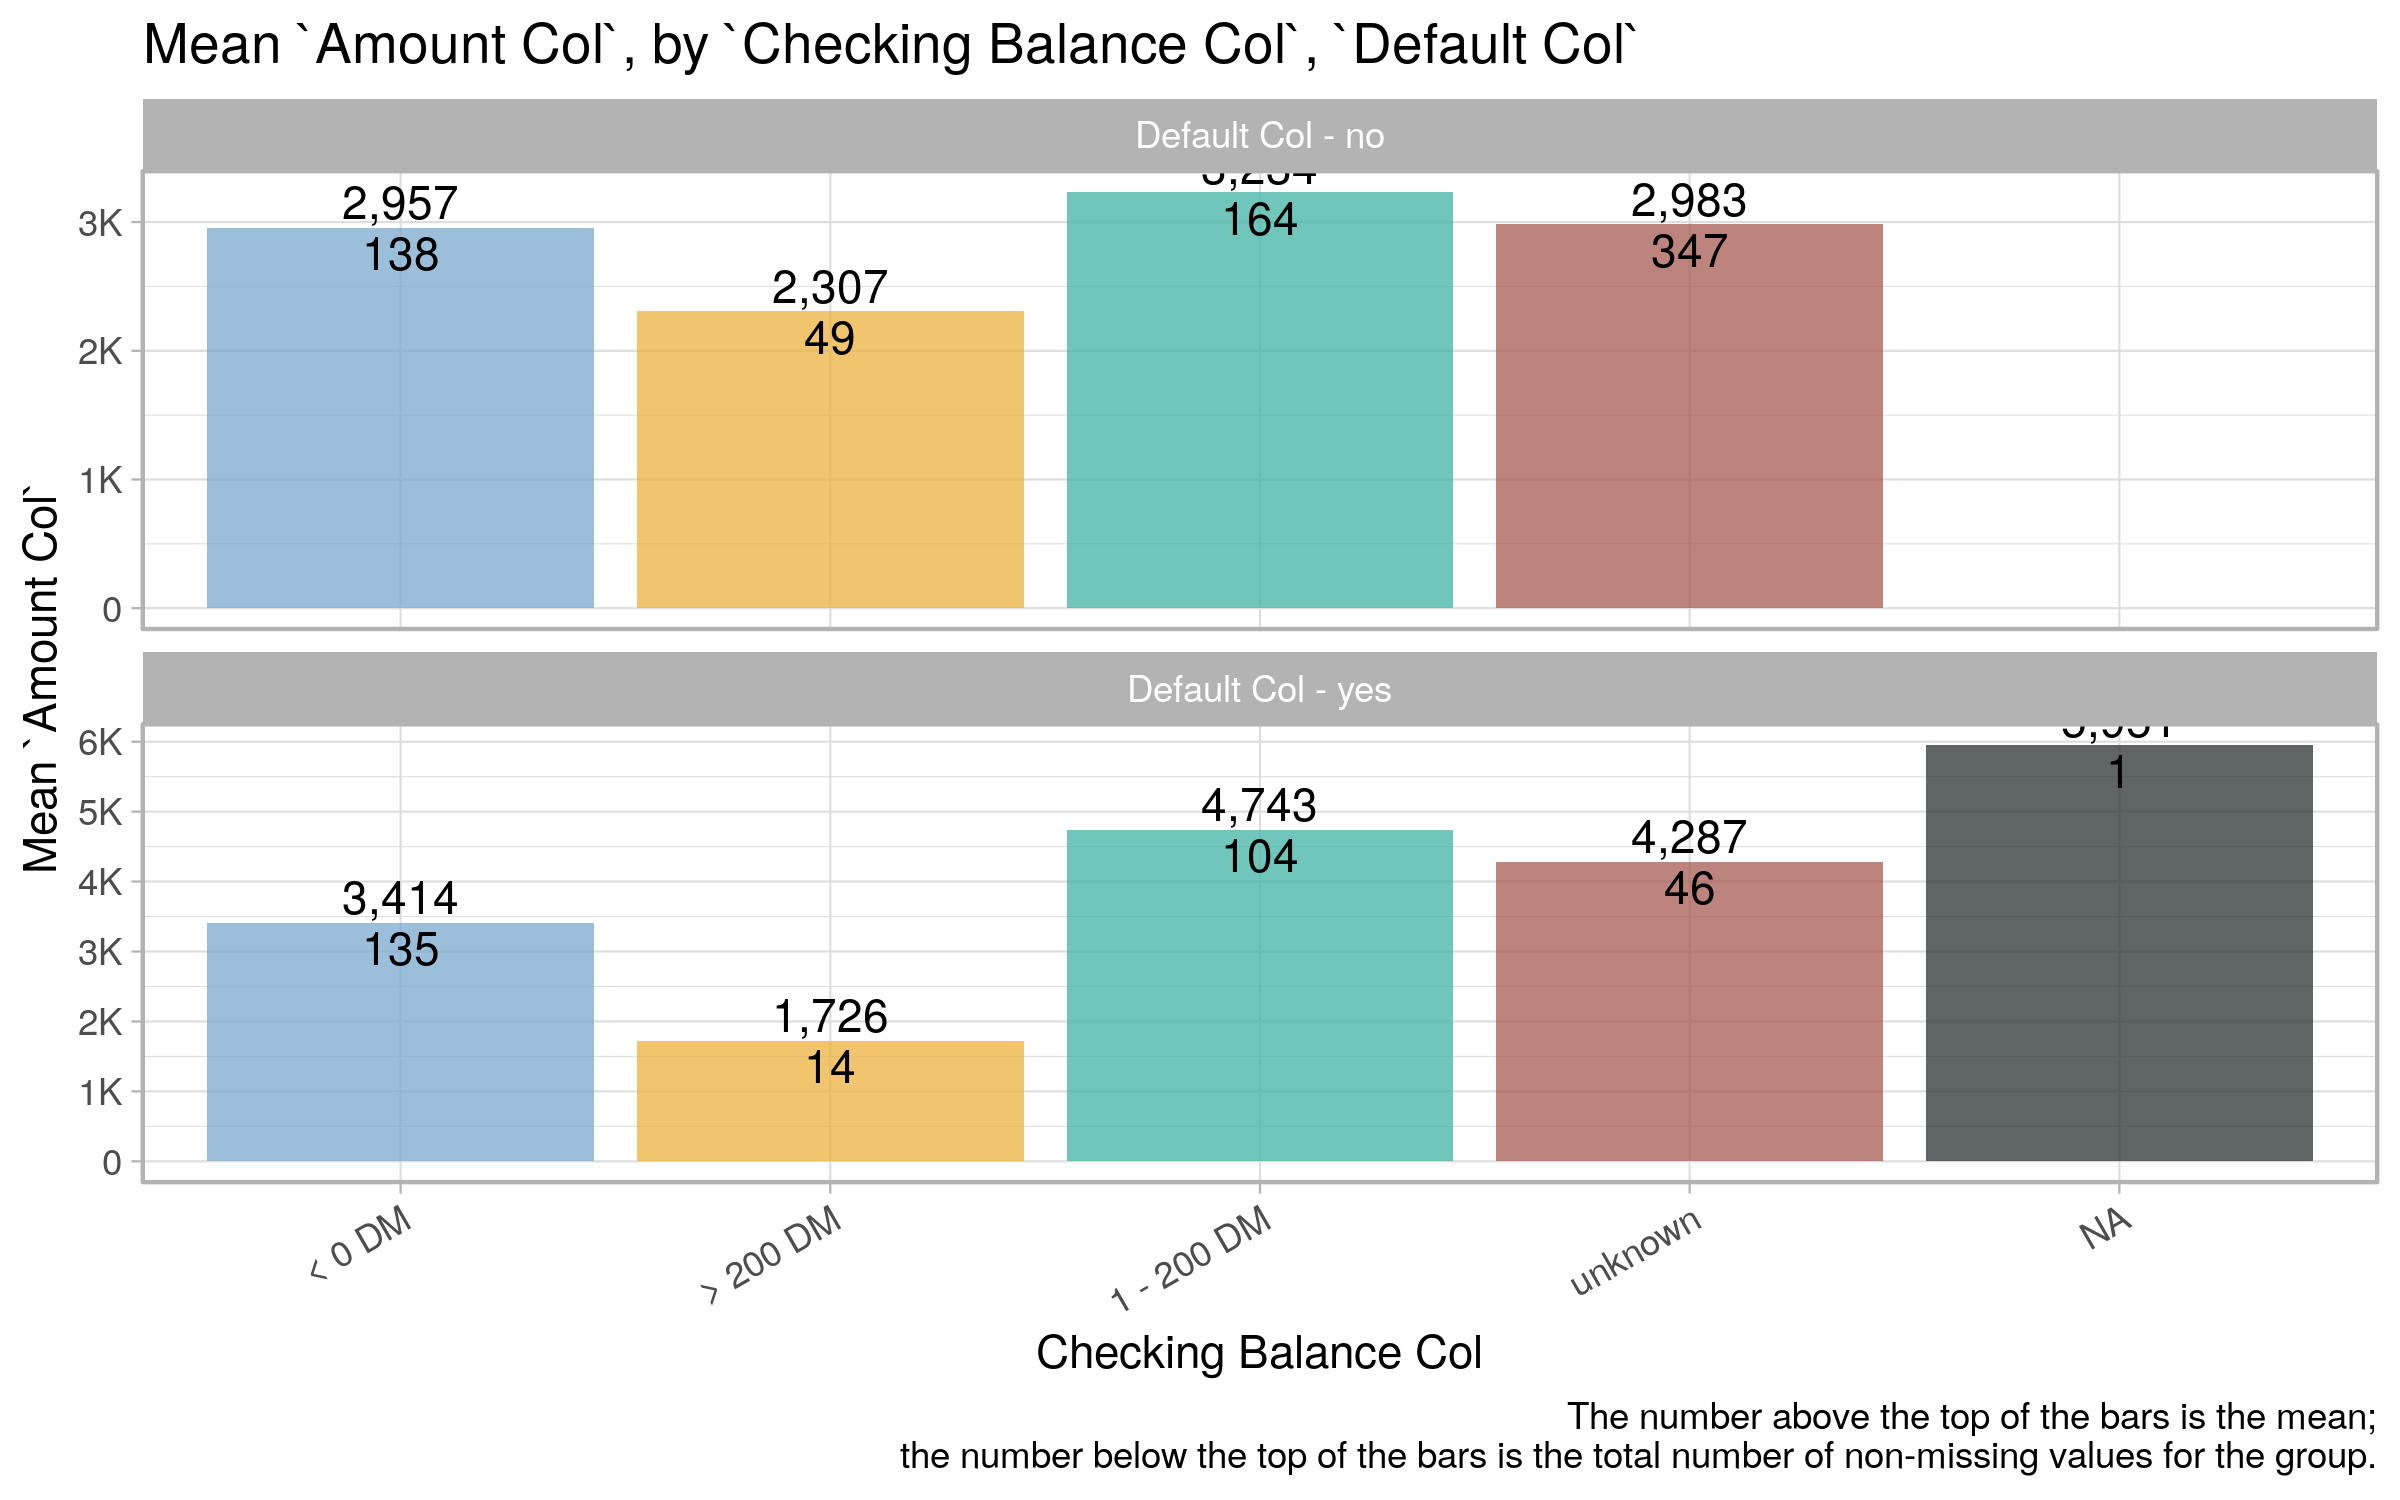 Mean `Amount Col`, by `Checking Balance Col`, `Default Col`
Default Col - no
3K
2K
1K
0
2,957
138
2,307
49
164
2,983
347
Mean `Amount Col`
Default Col - yes
6K
5K
4K
3K
2K
1K
0
3,414
135
1,726
14
4,743
104
4,287
46
1
< 0 DM
> 200 DM
1 - 200 DM
unknown
NA
Checking Balance Col
The number above the top of the bars is the mean;
the number below the top of the bars is the total number of non-missing values for the group.